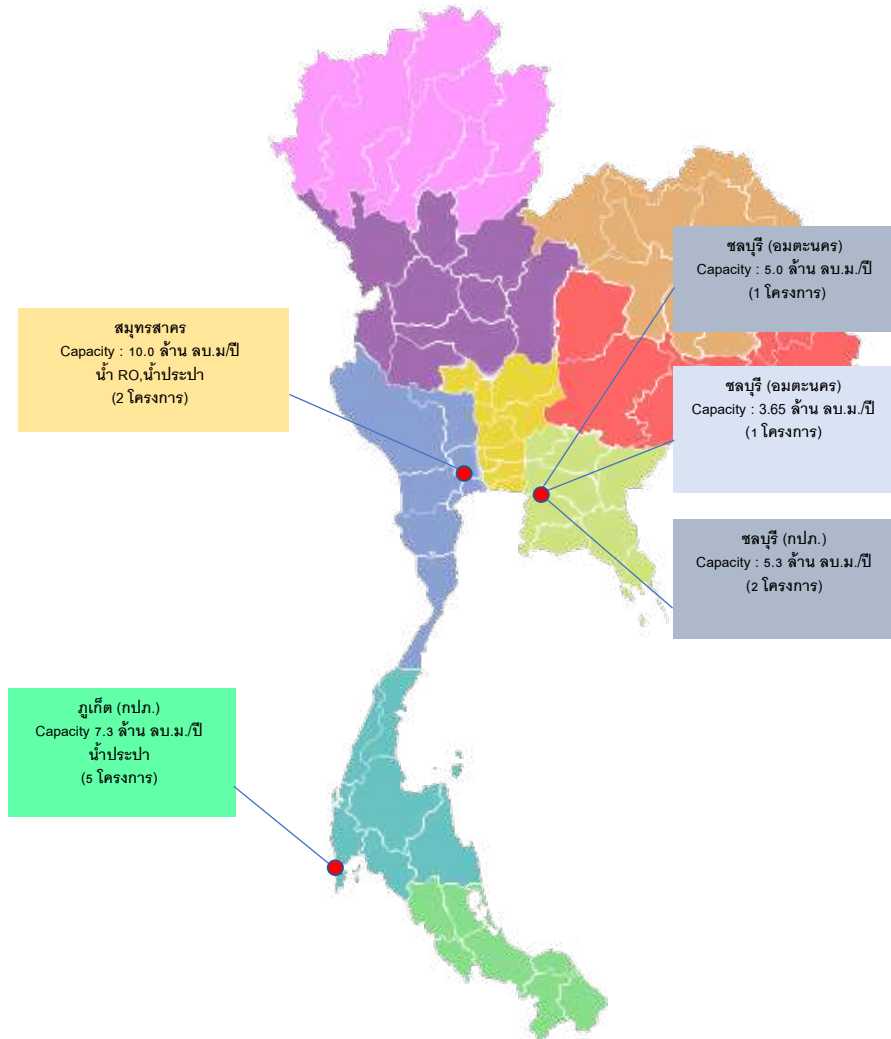 ชลบุรี (อมตะนคร)
Capacity : 5.0 ล้าน ลบ.ม./ปี
(1 โครงการ)
สมุทรสาคร
Capacity : 10.0 ล้าน ลบ.ม/ปี
น้ำ RO,น้ำประปา
(2 โครงการ)
ชลบุรี (อมตะนคร)
Capacity : 3.65 ล้าน ลบ.ม./ปี
(1 โครงการ)
ชลบุรี (กปภ.)
Capacity : 5.3 ล้าน ลบ.ม./ปี
(2 โครงการ)
ภูเก็ต (กปภ.)
Capacity 7.3 ล้าน ลบ.ม./ปี
น้ำประปา
(5 โครงการ)